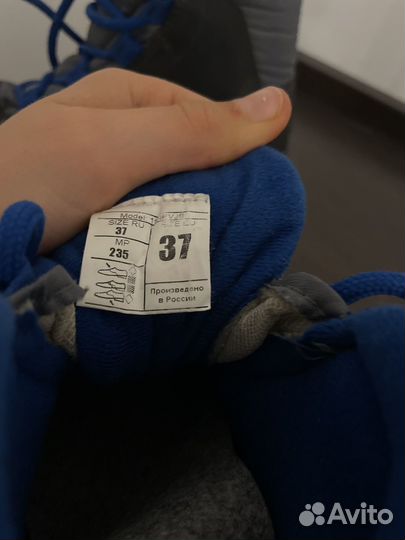 Model:
SIZE RU
37
MP
235
37
Произведено
в России
Avito